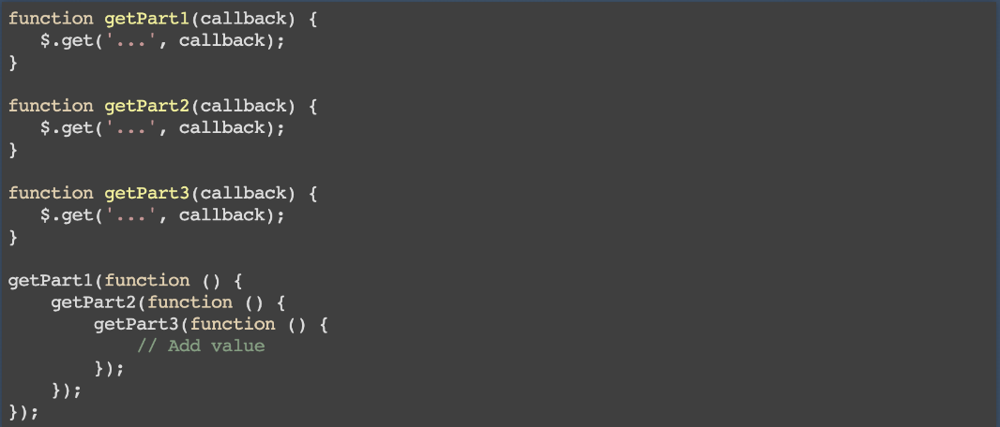 function getPart1(callback) {
   $.get('...', callback);
}

function getPart2(callback) {
   $.get('...', callback);
}

function getPart3(callback) {
   $.get('...', callback);
}

getPart1(function () {
    getPart2(function () {
        getPart3(function () {
            // Add value
        });
    });
});